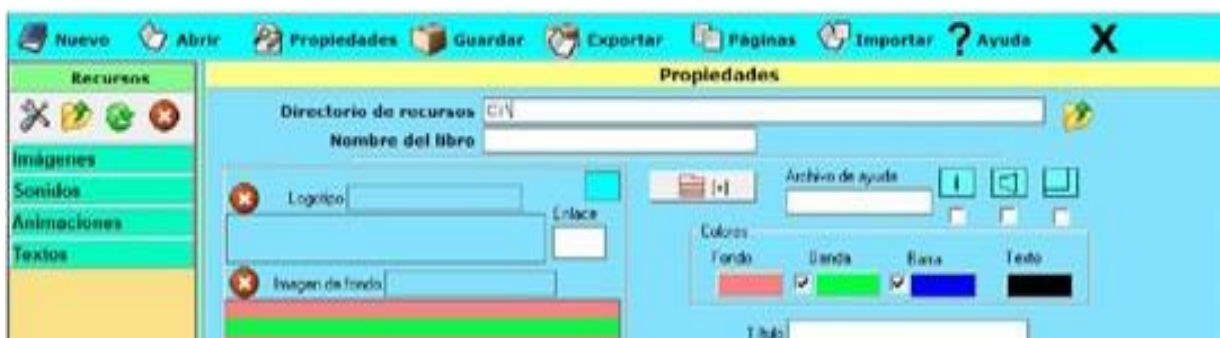 Nuevo Abrir Propiedades Guardar Exportar Páginas Importar ? Ayuda X
Recursos
Propiedades
Directorio de recursos C:\
Nombre del libro
Imágenes
Sonidos
Animaciones
Textos
Logotipo
Enlace
Imagen de fondo
[+]
Archivo de ayuda
Colores
Fondo Banda Barra Texto
Título